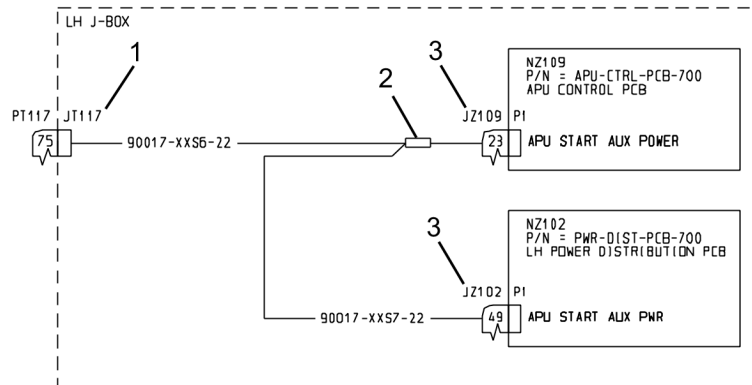 LH J-BOX
1
3
NZ109
P/N = APU-CTRL-PCB-700
APU CONTROL PCB
2
PT117 JT117
JZ109 P1
75
90017-XXS6-22
23
APU START AUX POWER
3
NZ102
P/N = PWR-DIST-PCB-700
LH POWER DISTRIBUTION PCB
JZ102 P1
90017-XXS7-22
49
APU START AUX PWR